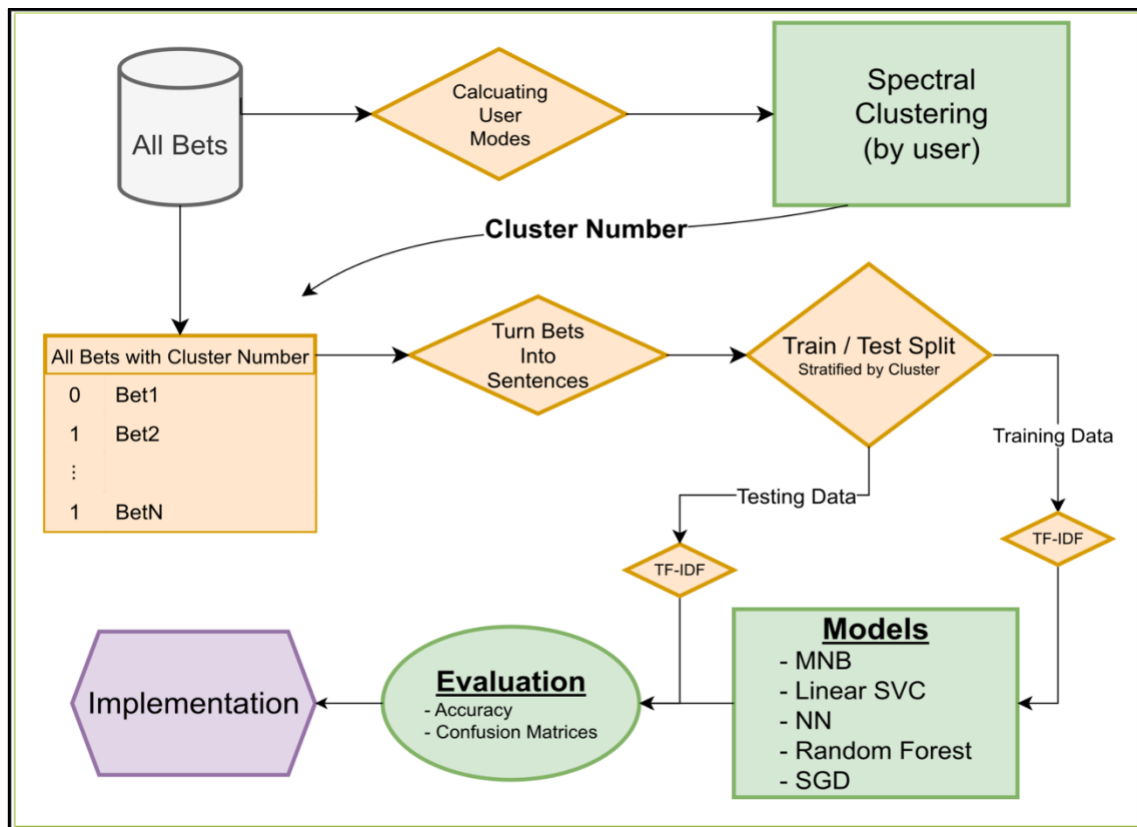 All Bets
Calcuating
User
Modes
Spectral
Clustering
(by user)
Cluster Number
All Bets with Cluster Number
0 Bet1
1 Bet2
⋮
1 BetN
Turn Bets
Into
Sentences
Train / Test Split
Stratified by Cluster
Training Data
Testing Data
TF-IDF
TF-IDF
Models
- MNB
- Linear SVC
- NN
- Random Forest
- SGD
Evaluation
- Accuracy
- Confusion Matrices
Implementation